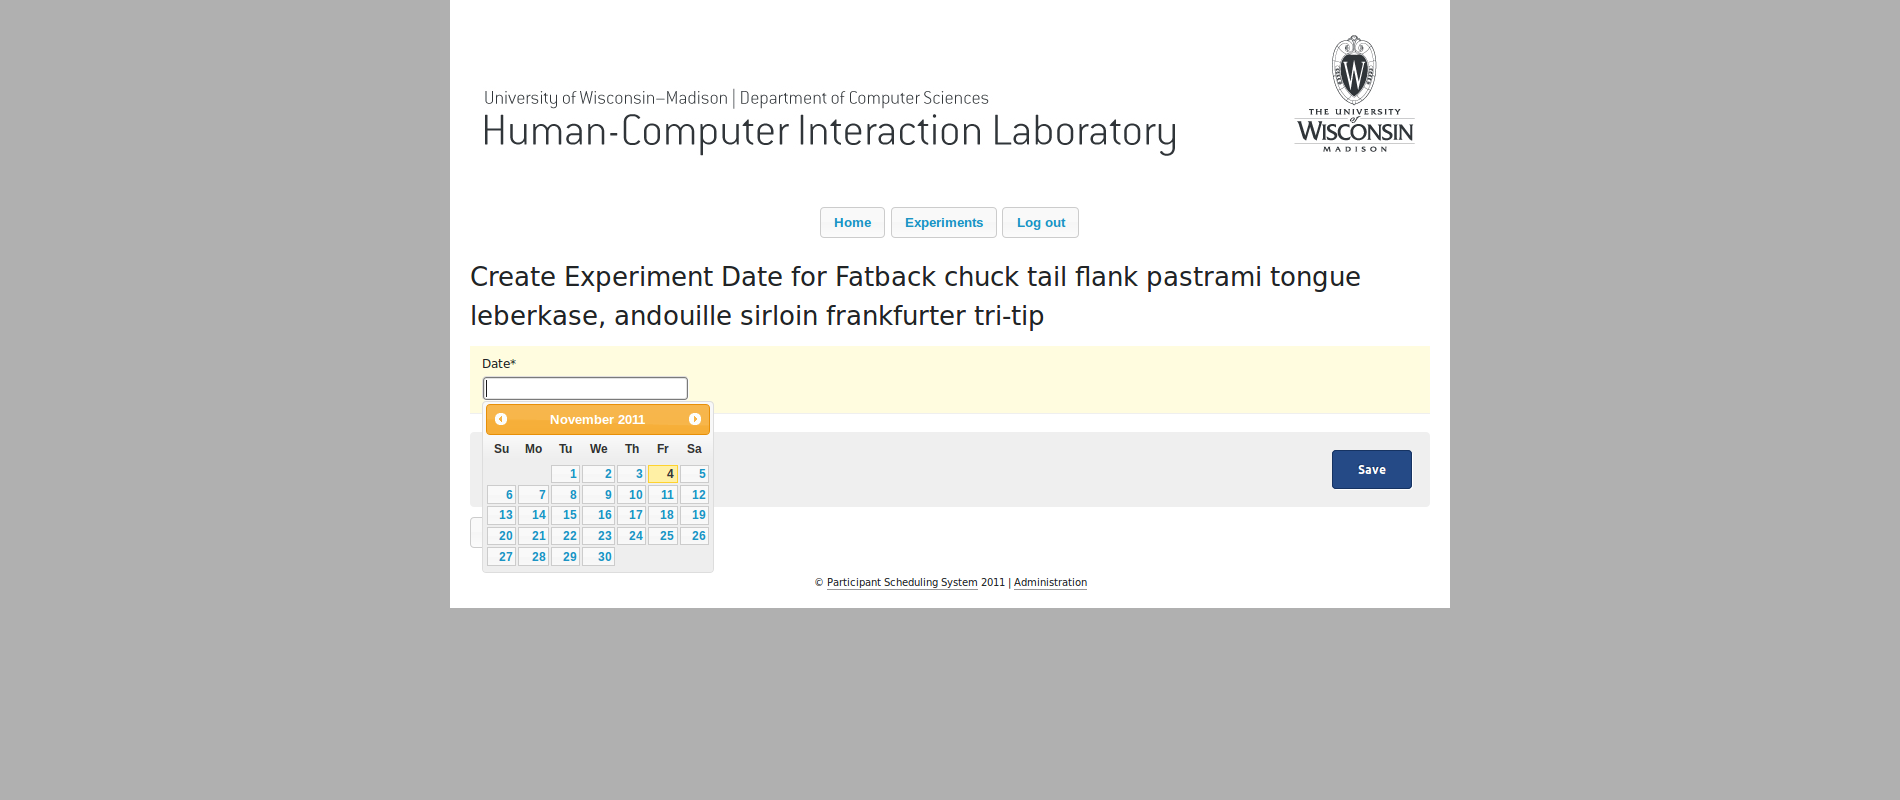 University of Wisconsin–Madison | Department of Computer Sciences
Human-Computer Interaction Laboratory
W
THE UNIVERSITY
of
WISCONSIN
MADISON
Home Experiments Log out
Create Experiment Date for Fatback chuck tail flank pastrami tongue
leberkase, andouille sirloin frankfurter tri-tip
Date*
November 2011
Su Mo Tu We Th Fr Sa
1 2 3 4 5
6 7 8 9 10 11 12
13 14 15 16 17 18 19
20 21 22 23 24 25 26
27 28 29 30
Save
© Participant Scheduling System 2011 | Administration